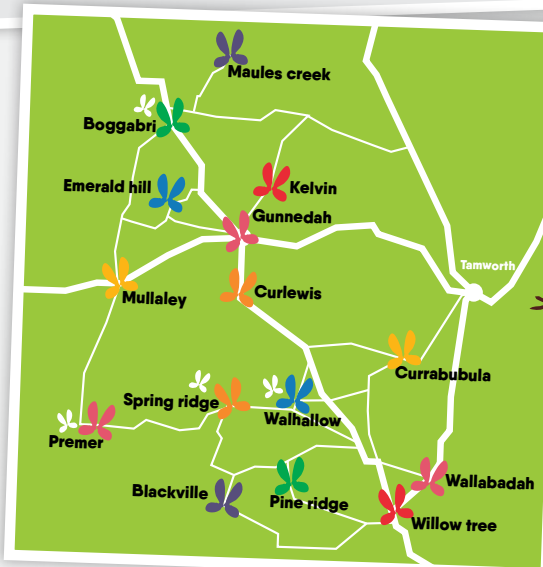 Maules creek
Boggabri
Emerald hill
Kelvin
Gunnedah
Tamworth
Mullaley
Curlewis
Currabubula
Spring ridge
Walhallow
Premer
Blackville
Pine ridge
Wallabadah
Willow tree